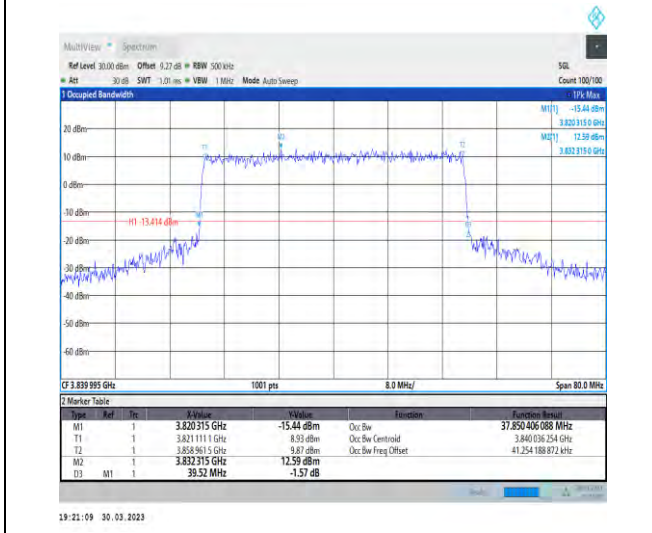 MultiView Spectrum
Ref Level 30.00 dBm Offset 9.27 dB RBW 500 kHz SGL
Att 30 dB SWT 1.01 ms VBW 1 MHz Mode Auto Sweep Count 100/100
1 Occupied Bandwidth 1Pk Max
M1[1] -15.44 dBm
3.820 315 0 GHz
M2[1] 12.59 dBm
3.832 315 0 GHz
20 dBm
10 dBm
0 dBm
-10 dBm
H1 -13.414 dBm
-20 dBm
-30 dBm
-40 dBm
-50 dBm
-60 dBm
CF 3.839 995 GHz 1001 pts 8.0 MHz/ Span 80.0 MHz
2 Marker Table
Type Ref Trc X-Value Y-Value Function Function Result
M1 1 3.820 315 GHz -15.44 dBm Occ Bw 37.850 406 088 MHz
T1 1 3.821 111 1 GHz 8.93 dBm Occ Bw Centroid 3.840 036 254 GHz
T2 1 3.858 961 5 GHz 9.87 dBm Occ Bw Freq Offset 41.254 188 872 kHz
M2 1 3.832 315 GHz 12.59 dBm
D3 M1 1 39.52 MHz -1.57 dB
19:21:09 30.03.2023